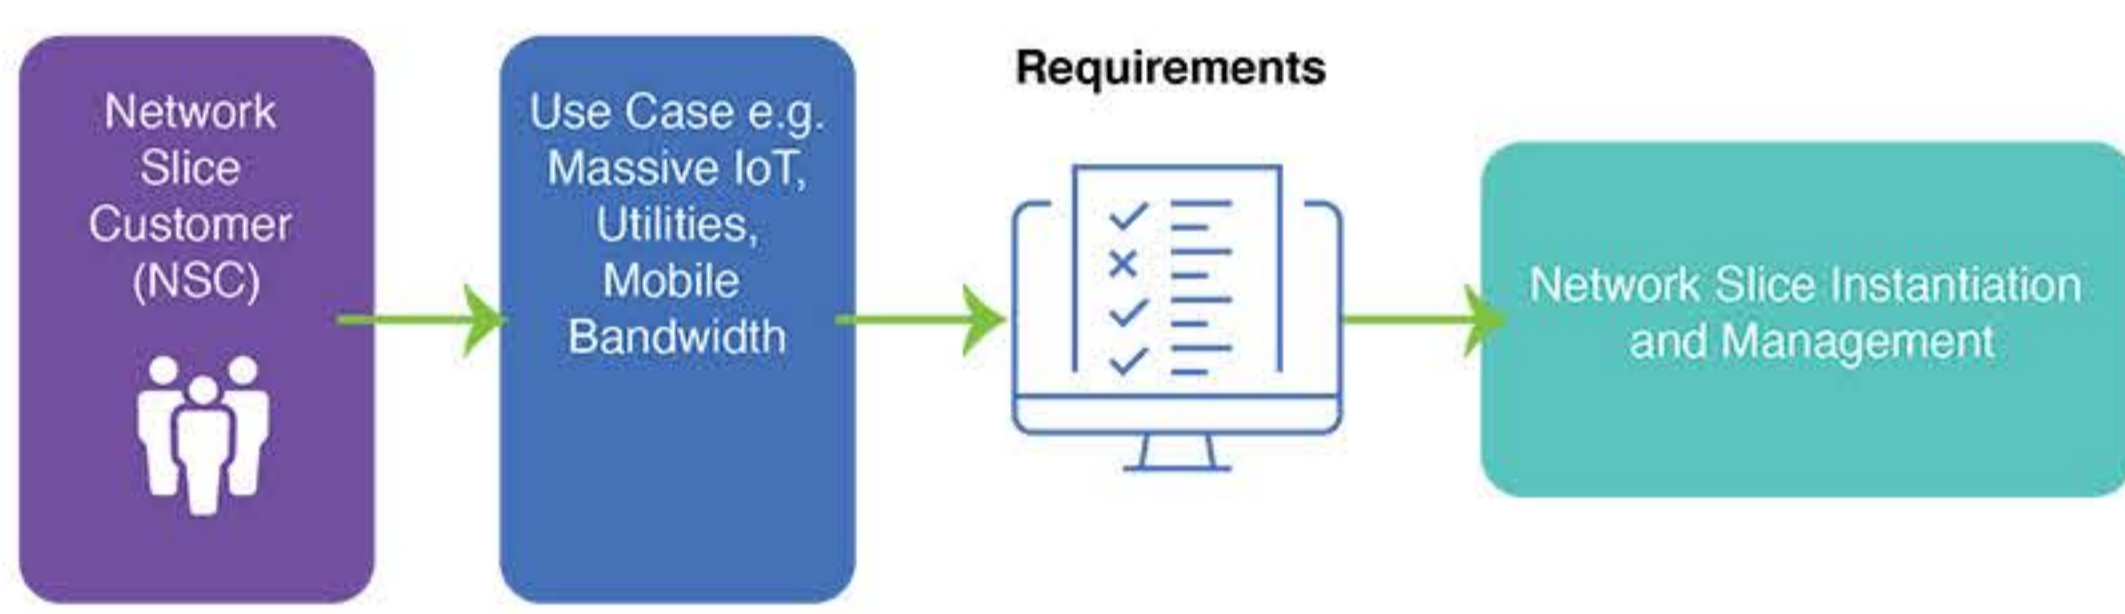 Network
Slice
Customer
(NSC)
Use Case e.g.
Massive IoT,
Utilities,
Mobile
Bandwidth
Requirements
Network Slice Instantiation
and Management